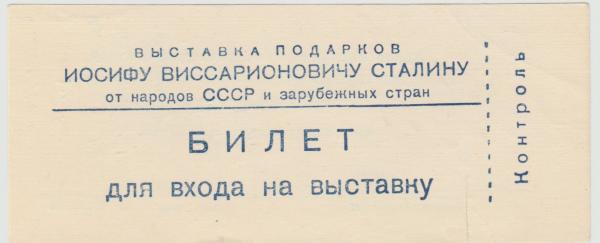 ВЫСТАВКА ПОДАРКОВ
ИОСИФУ ВИССАРИОНОВИЧУ СТАЛИНУ
от народов СССР и зарубежных стран
БИЛЕТ
для входа на выставку
Контроль